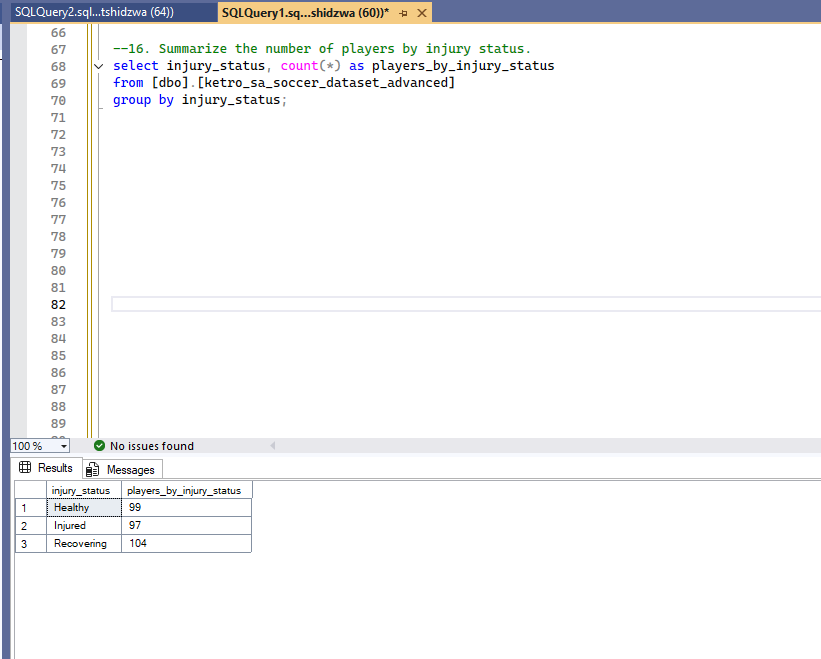 SQLQuery2.sql...tshidzwa (64))
SQLQuery1.sq...shidzwa (60))*
66
67 --16. Summarize the number of players by injury status.
68 select injury_status, count(*) as players_by_injury_status
69 from [dbo].[ketro_sa_soccer_dataset_advanced]
70 group by injury_status;
71
72
73
74
75
76
77
78
79
80
81
82
83
84
85
86
87
88
89
100 %
No issues found
Results Messages
injury_status players_by_injury_status
1 Healthy 99
2 Injured 97
3 Recovering 104